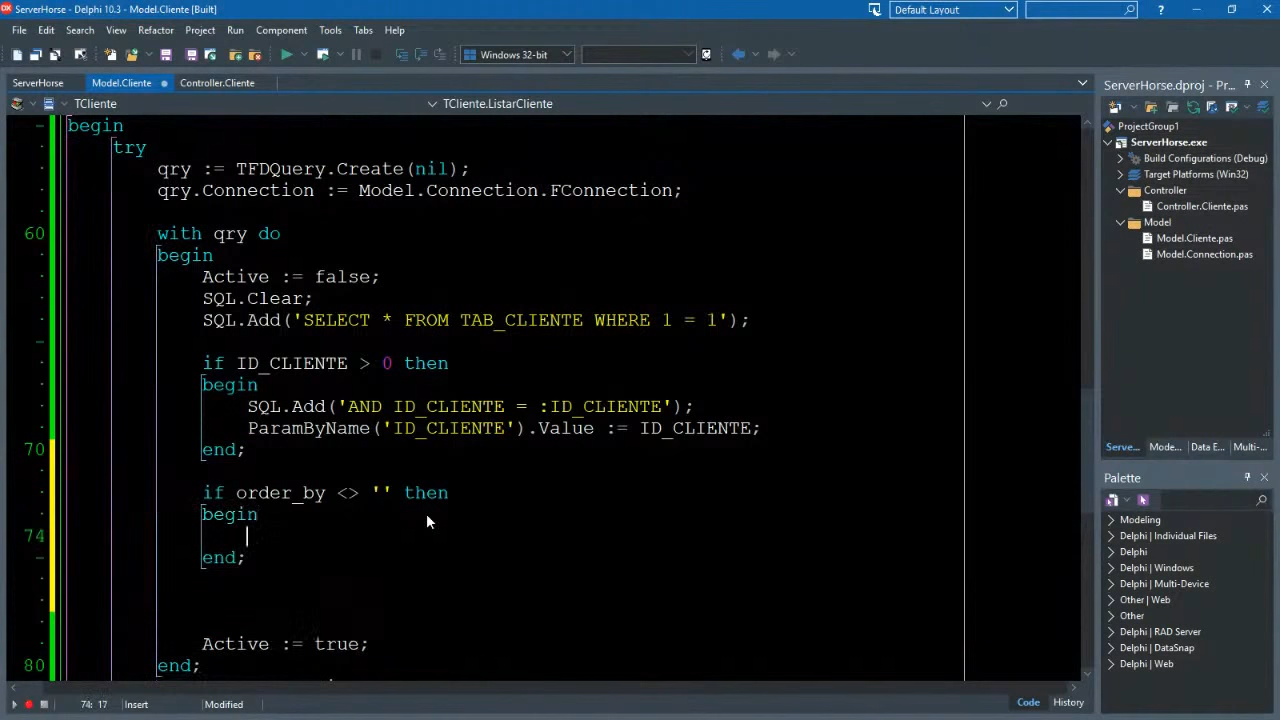 ServerHorse - Delphi 10.3 - Model.Cliente [Built]
Default Layout
File Edit Search View Refactor Project Run Component Tools Tabs Help
Windows 32-bit
ServerHorse Model.Cliente Controller.Cliente
TCliente TCliente.ListarCliente
begin
try
qry := TFDQuery.Create(nil);
qry.Connection := Model.Connection.FConnection;
60 with qry do
begin
Active := false;
SQL.Clear;
SQL.Add('SELECT * FROM TAB_CLIENTE WHERE 1 = 1');
if ID_CLIENTE > 0 then
begin
SQL.Add('AND ID_CLIENTE = :ID_CLIENTE');
ParamByName('ID_CLIENTE').Value := ID_CLIENTE;
70 end;
if order_by <> '' then
begin
74
end;
Active := true;
80 end;
74: 17 Insert Modified Code History
ServerHorse.dproj - Pr...
ProjectGroup1
ServerHorse.exe
Build Configurations (Debug)
Target Platforms (Win32)
Controller
Controller.Cliente.pas
Model
Model.Cliente.pas
Model.Connection.pas
Serve... Mode... Data E... Multi-...
Palette
Modeling
Delphi | Individual Files
Delphi
Delphi | Windows
Delphi | Multi-Device
Other | Web
Other
Delphi | RAD Server
Delphi | DataSnap
Delphi | Web